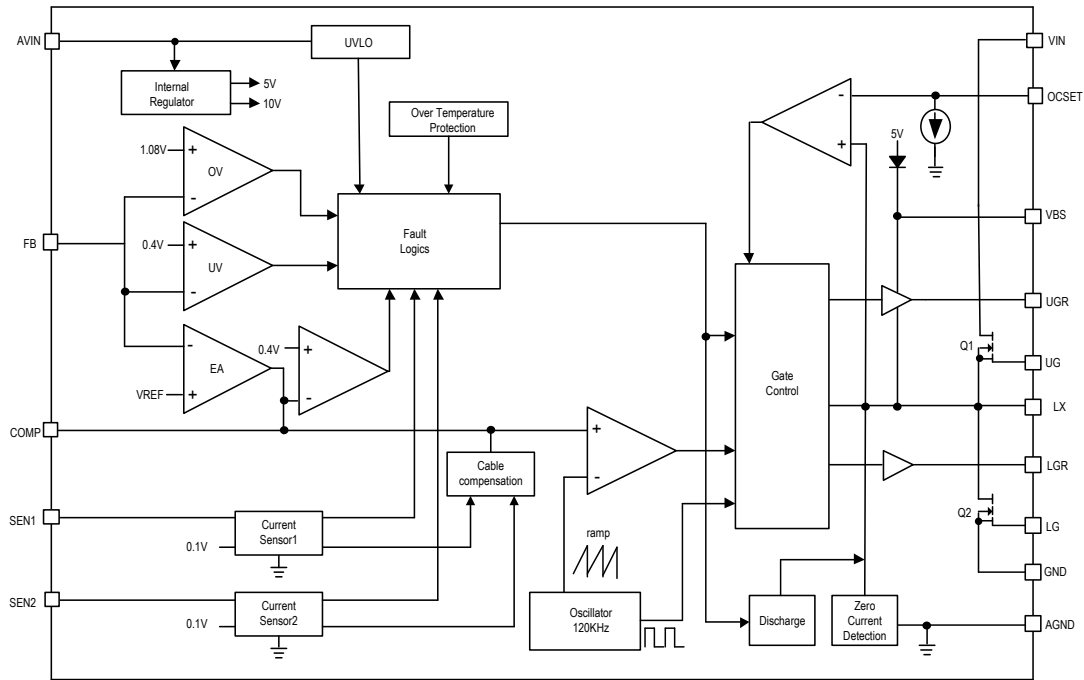 AVIN
UVLO
VIN
Internal
Regulator
5V
10V
Over Temperature
Protection
-
+
OCSET
5V
1.08V
+
OV
-
Fault
Logics
VBS
FB
0.4V
+
UV
-
UGR
-
EA
VREF
+
0.4V
+
-
Gate
Control
Q1
UG
LX
COMP
+
-
Cable
compensation
LGR
SEN1
Current
Sensor1
0.1V
ramp
Q2
LG
GND
SEN2
Current
Sensor2
0.1V
Oscillator
120KHz
Discharge
Zero
Current
Detection
AGND